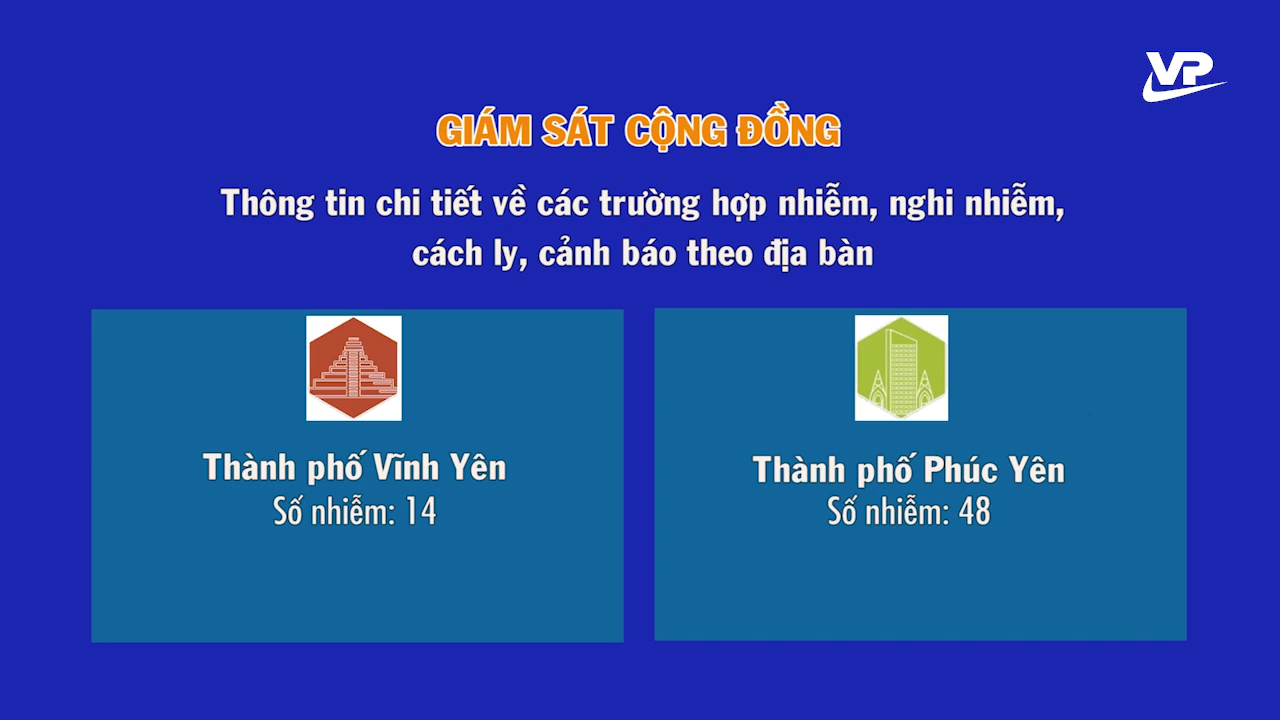 VP
GIÁM SÁT CỘNG ĐỒNG
Thông tin chi tiết về các trường hợp nhiễm, nghi nhiễm,
cách ly, cảnh báo theo địa bàn
Thành phố Vĩnh Yên
Số nhiễm: 14
Thành phố Phúc Yên
Số nhiễm: 48